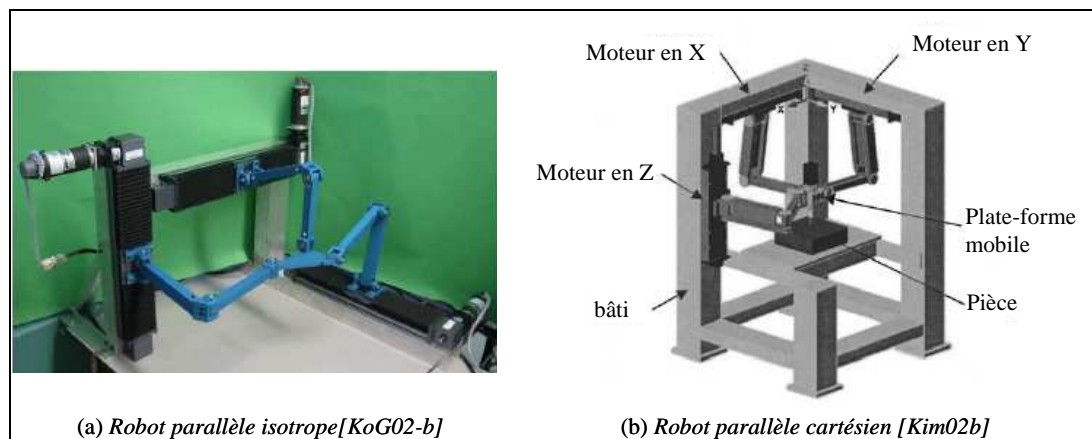 Moteur en X
Moteur en Y
X
Y
Moteur en Z
Plate-forme
mobile
bâti
Pièce
(a) Robot parallèle isotrope[KoG02-b]
(b) Robot parallèle cartésien [Kim02b]